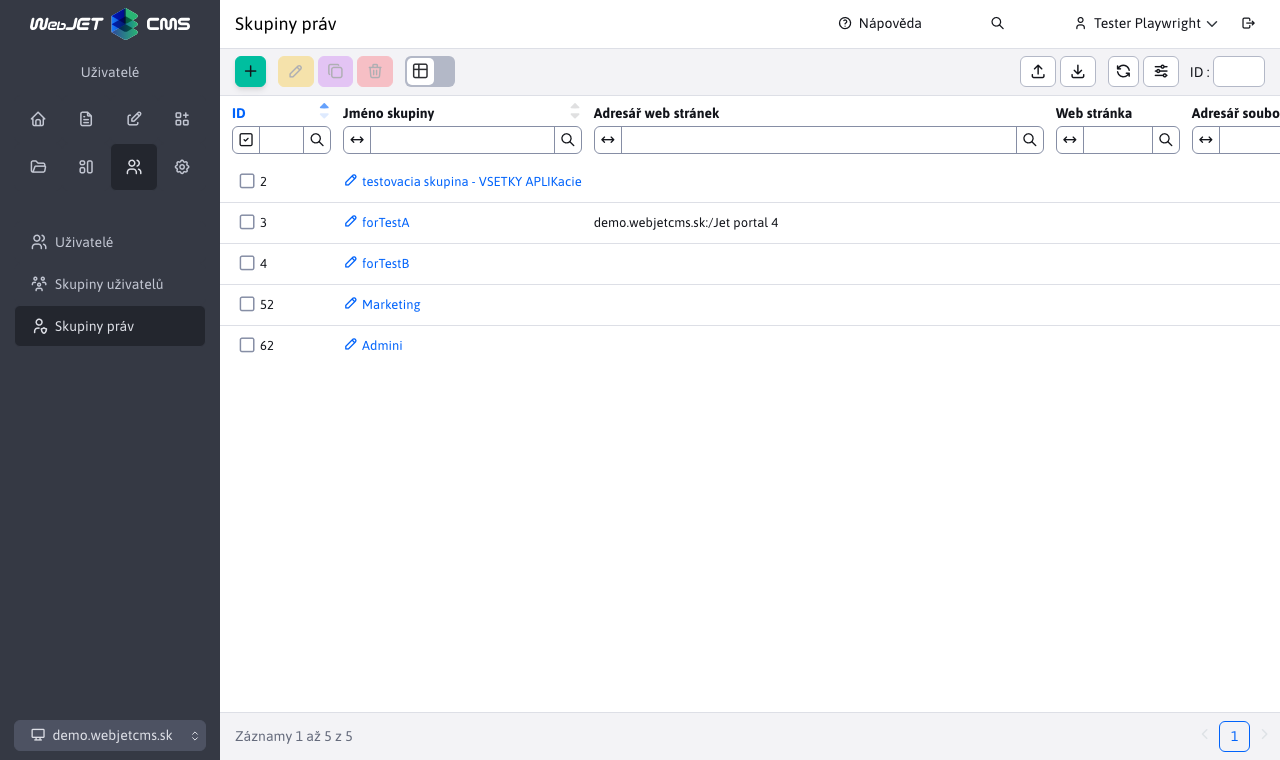 WebJET CMS
Skupiny práv
Nápověda
Tester Playwright
Uživatelé
ID :
ID
Jméno skupiny
Adresář web stránek
Web stránka
Adresář soubo
2
testovacia skupina - VSETKY APLIKacie
3
forTestA
demo.webjetcms.sk:/Jet portal 4
4
forTestB
52
Marketing
62
Admini
Uživatelé
Skupiny uživatelů
Skupiny práv
demo.webjetcms.sk
Záznamy 1 až 5 z 5
1